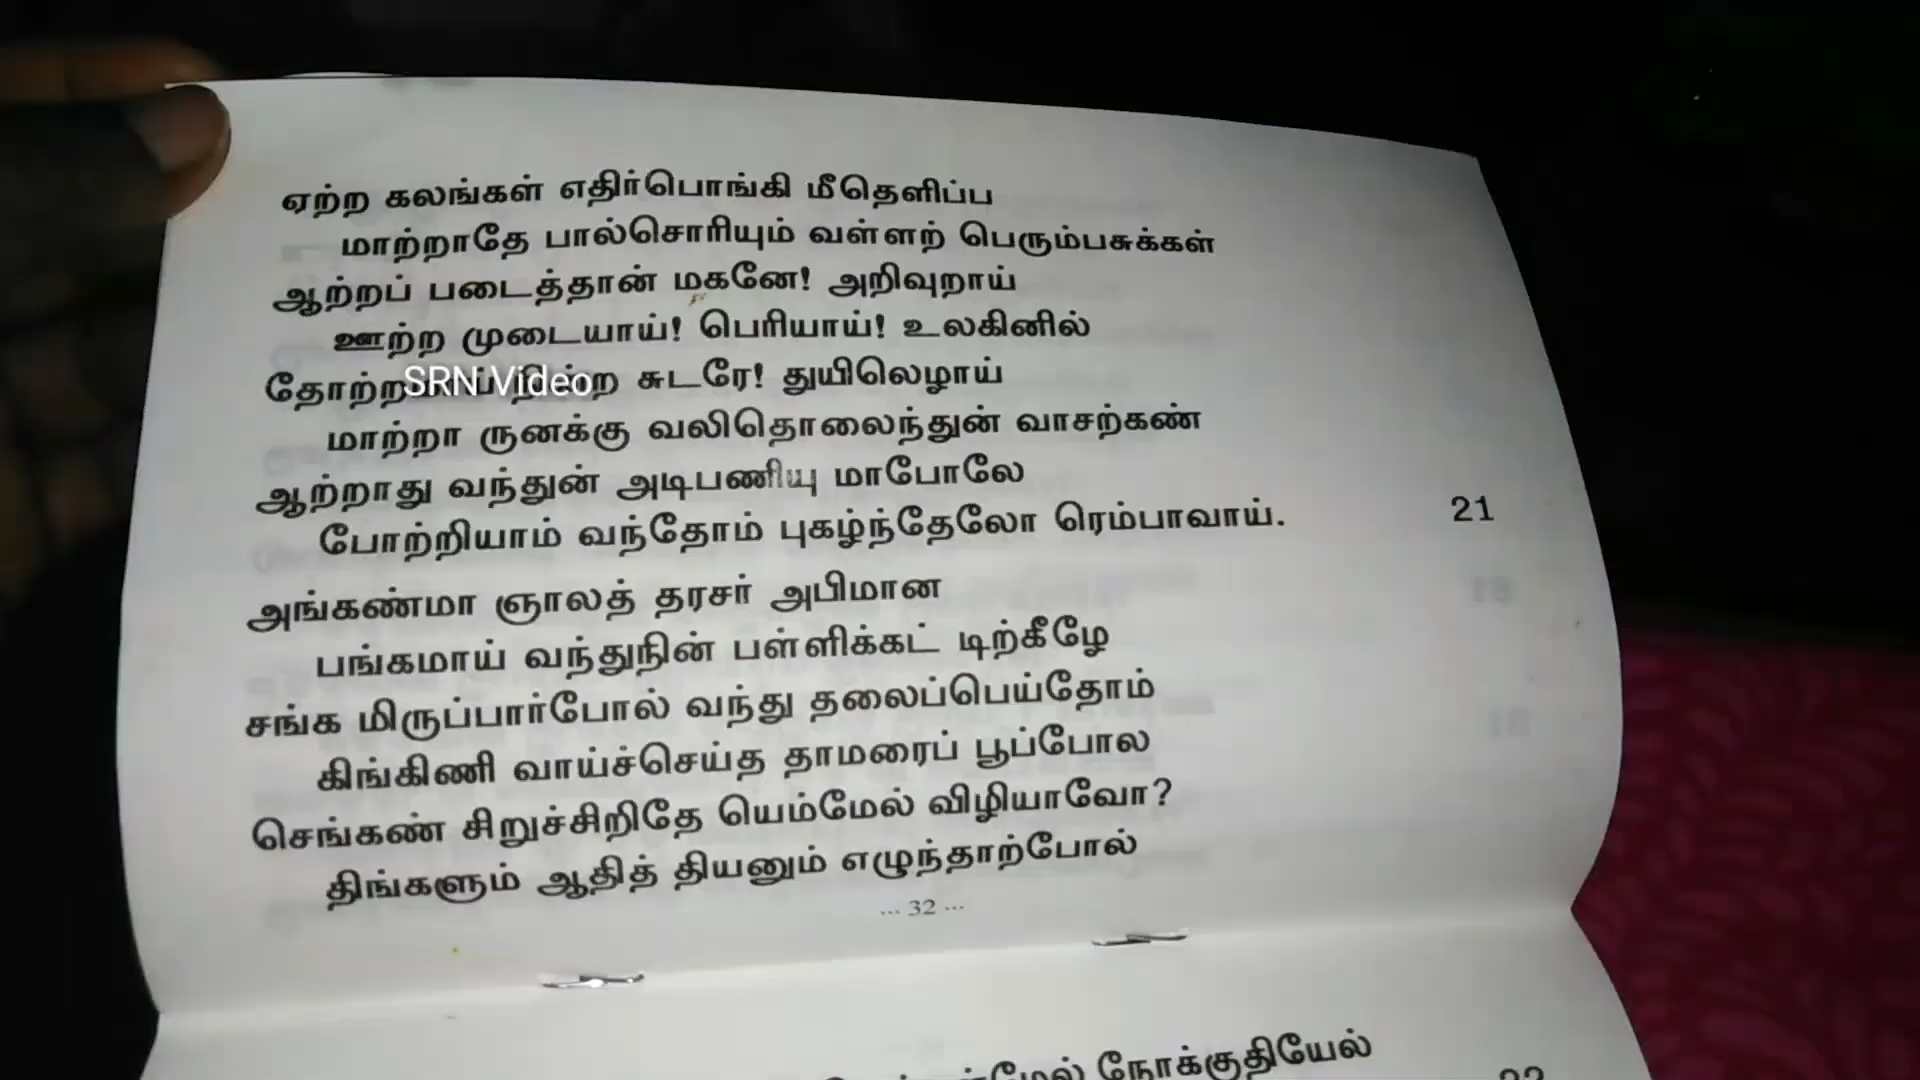 ஏற்ற கலங்கள் எதிர்பொங்கி மீதெளிப்ப
மாற்றாதே பால்சொரியும் வள்ளற் பெரும்பசுக்கள்
ஆற்றப் படைத்தான் மகனே! அறிவுறாய்
ஊற்ற முடையாய்! பெரியாய்! உலகினில்
சுடரே! துயிலெழாய்
SRN Video
மாற்றா ருனக்கு வலிதொலைந்துன் வாசற்கண்
ஆற்றாது வந்துன் அடிபணியு மாபோலே
போற்றியாம் வந்தோம் புகழ்ந்தேலோ ரெம்பாவாய். 21
அங்கண்மா ஞாலத் தரசர் அபிமான
பங்கமாய் வந்துநின் பள்ளிக்கட் டிற்கீழே
சங்க மிருப்பார்போல் வந்து தலைப்பெய்தோம்
கிங்கிணி வாய்ச்செய்த தாமரைப் பூப்போல
செங்கண் சிறுச்சிறிதே யெம்மேல் விழியாவோ?
திங்களும் ஆதித் தியனும் எழுந்தாற்போல்
... 32 ...
நோக்குதியேல்